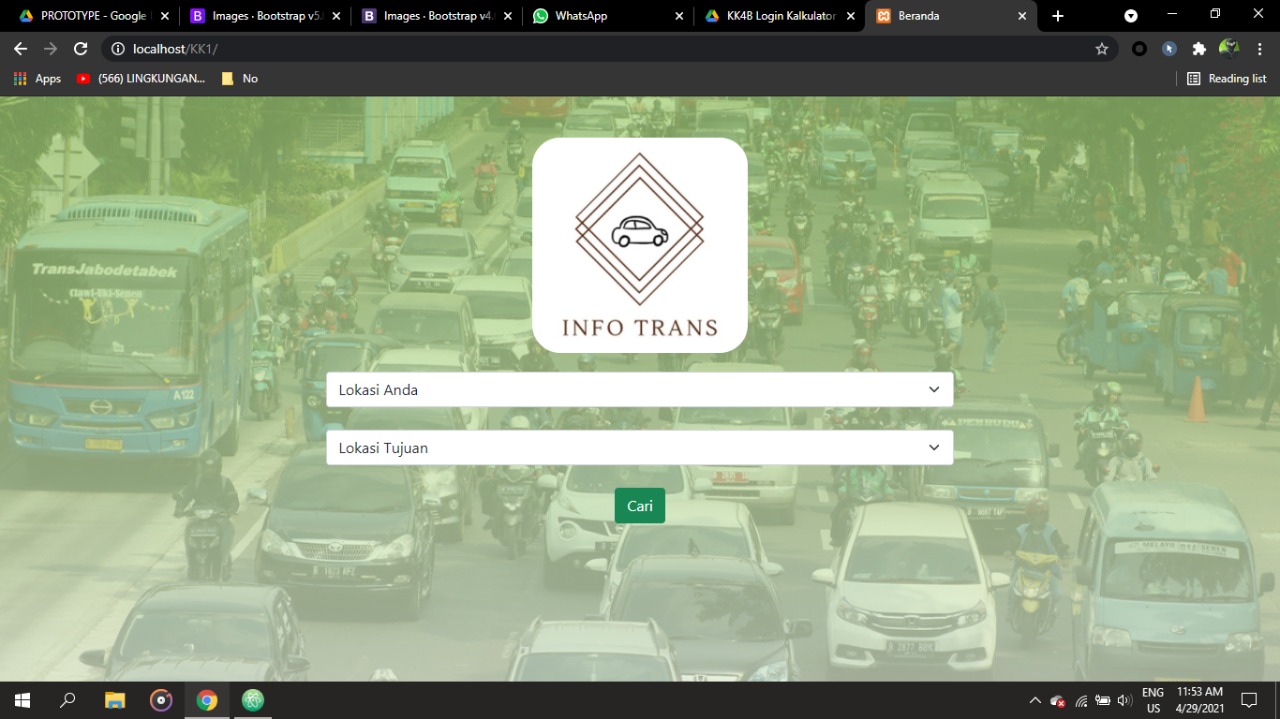 PROTOTYPE - Google
Images · Bootstrap v5.
Images · Bootstrap v4.
WhatsApp
KK4B Login Kalkulator
Beranda
localhost/KK1/
Apps
(566) LINGKUNGAN...
No
Reading list
TransJabodetabek
A 122
INFO TRANS
Lokasi Anda
Lokasi Tujuan
Cari
ENG
US
11:53 AM
4/29/2021